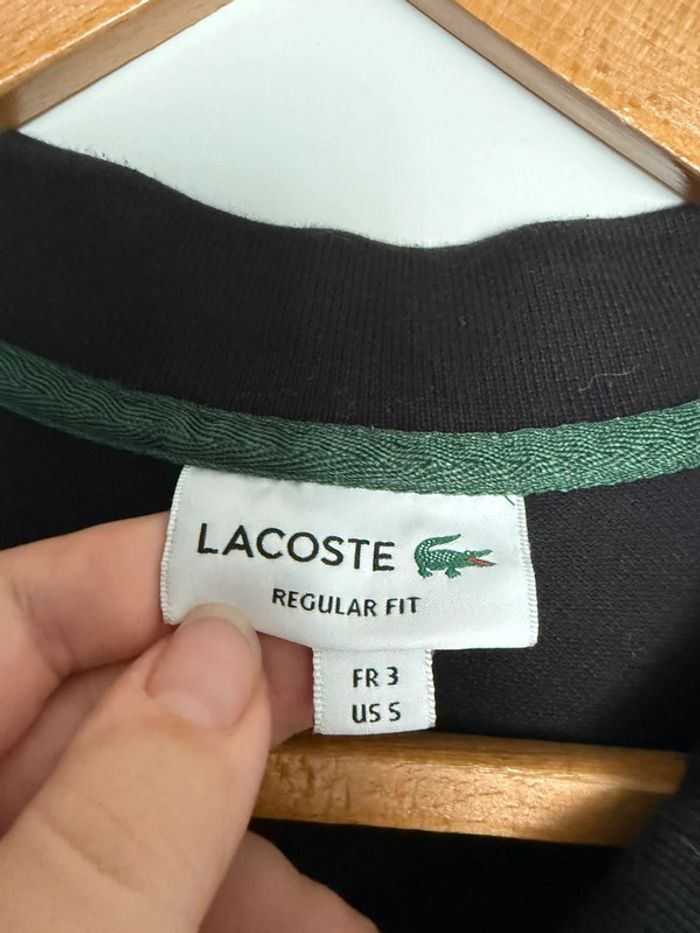 LACOSTE
REGULAR FIT
FR 3
US S